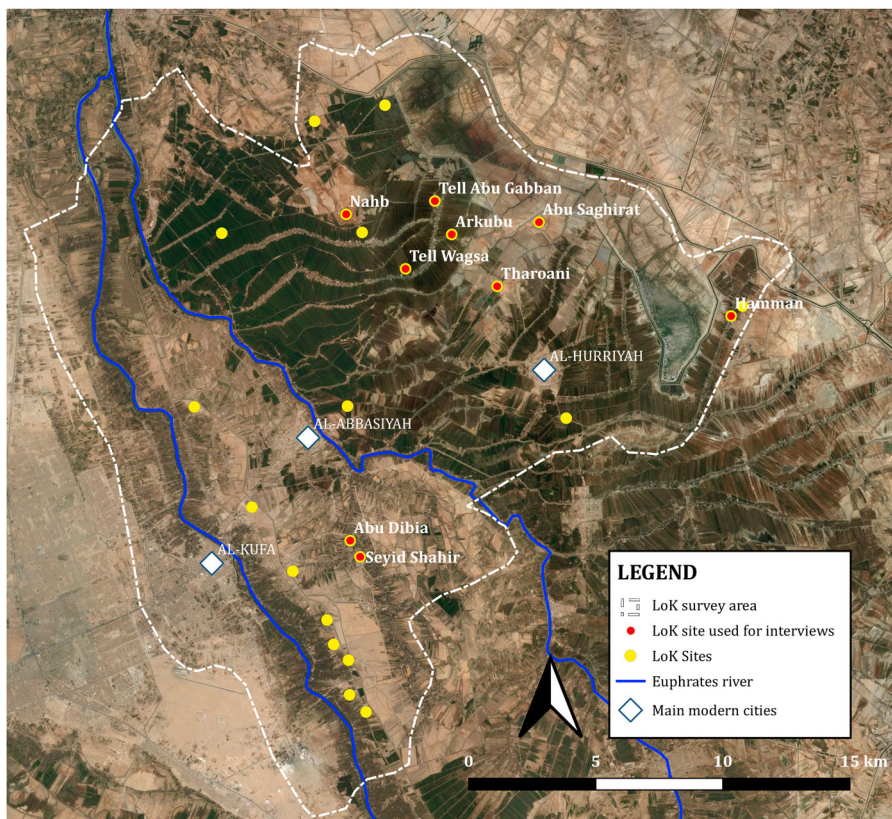 Tell Abu Gabban
Nahb
Abu Saghirat
Arkubu
Tell Wagsa
Tharoani
Hamman
AL-HURRIYAH
AL-ABBASIYAH
Abu Dibia
AL-KUFA
Seyid Shahir
LEGEND
LoK survey area
LoK site used for interviews
LoK Sites
Euphrates river
Main modern cities
0 5 10 15 km